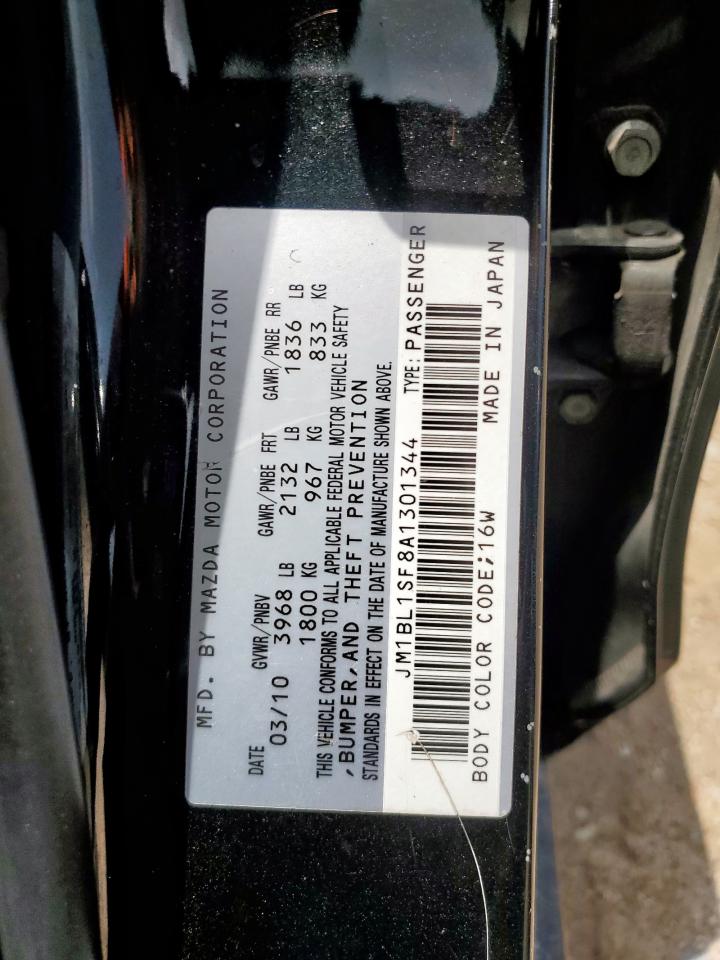 MFD. BY MAZDA MOTOR CORPORATION
DATE GVWR/PNBV GAWR/PNBE FRT GAWR/PNBE RR
03/10 3968 LB 2132 LB 1836 LB
1800 KG 967 KG 833 KG
THIS VEHICLE CONFORMS TO ALL APPLICABLE FEDERAL MOTOR VEHICLE SAFETY
,BUMPER,AND THEFT PREVENTION
STANDARDS IN EFFECT ON THE DATE OF MANUFACTURE SHOWN ABOVE.
JM1BL1SF8A1301344 TYPE:PASSENGER
BODY COLOR CODE;16W MADE IN JAPAN